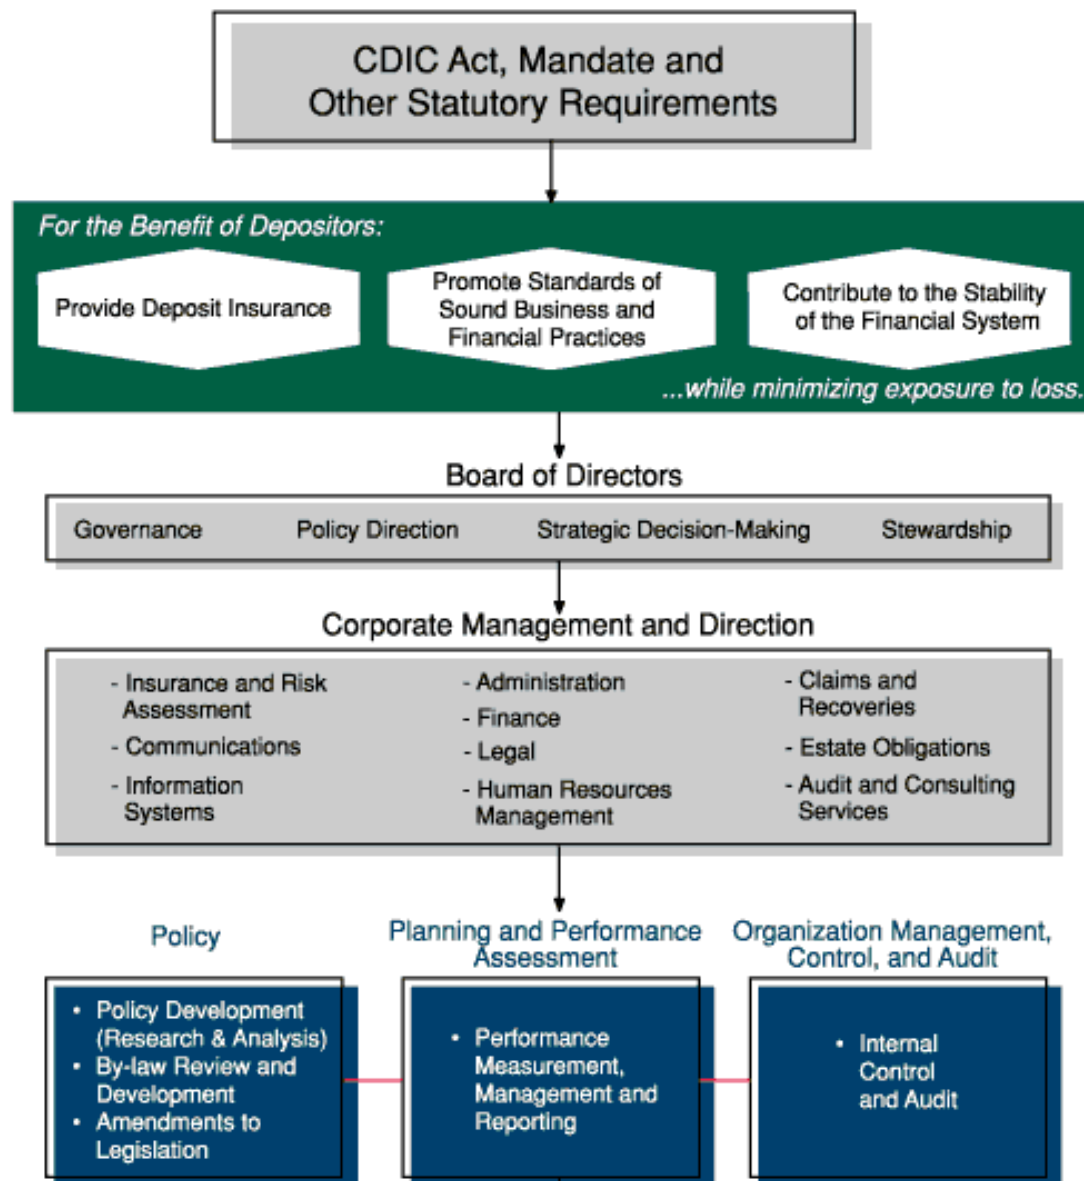 CDIC Act, Mandate and
Other Statutory Requirements
For the Benefit of Depositors:
Provide Deposit Insurance
Promote Standards of
Sound Business and
Financial Practices
Contribute to the Stability
of the Financial System
...while minimizing exposure to loss.
Board of Directors
Governance
Policy Direction
Strategic Decision-Making
Stewardship
Corporate Management and Direction
- Insurance and Risk
Assessment
- Communications
- Information
Systems
- Administration
- Finance
- Legal
- Human Resources
Management
- Claims and
Recoveries
- Estate Obligations
- Audit and Consulting
Services
Policy
• Policy Development
(Research & Analysis)
• By-law Review and
Development
• Amendments to
Legislation
Planning and Performance
Assessment
• Performance
Measurement,
Management and
Reporting
Organization Management,
Control, and Audit
• Internal
Control
and Audit